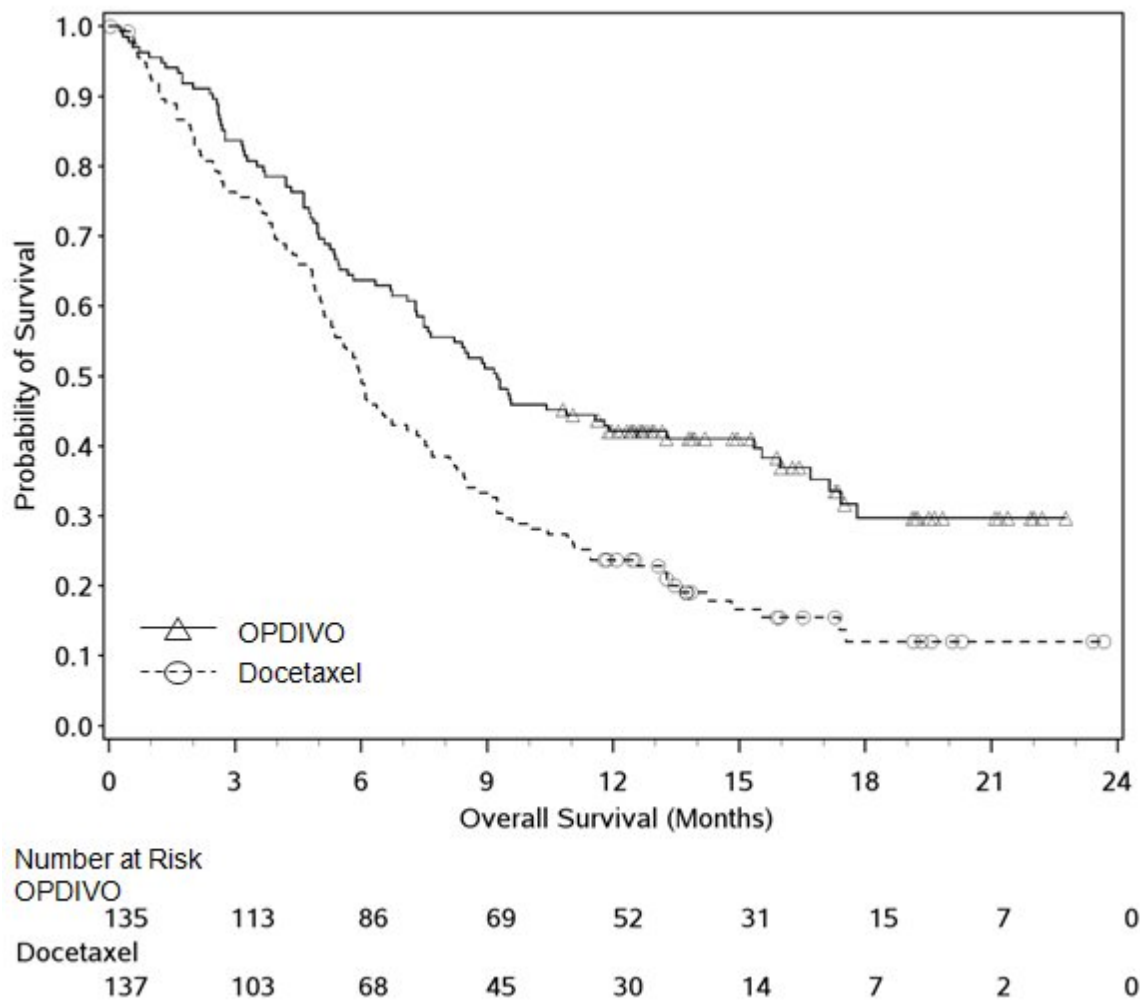 1.0
0.9
0.8
0.7
0.6
0.5
0.4
0.3
0.2
0.1
0.0
Probability of Survival
OPDIVO
Docetaxel
0 3 6 9 12 15 18 21 24
Overall Survival (Months)
Number at Risk
OPDIVO
135 113 86 69 52 31 15 7 0
Docetaxel
137 103 68 45 30 14 7 2 0